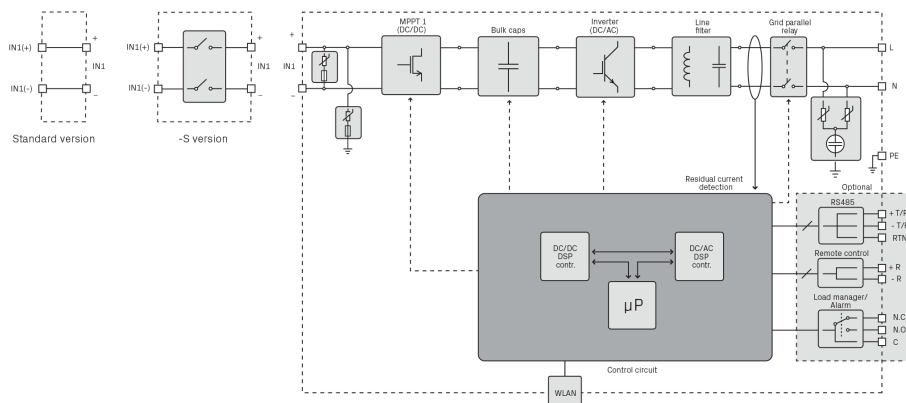 IN1(+)
+
IN1
IN1(-)
_
Standard version
IN1(+)
+
IN1
IN1(-)
_
-S version
+
IN1
_
MPPT 1
(DC/DC)
Bulk caps
Inverter
(DC/AC)
Line
filter
Grid parallel
relay
L
N
PE
Residual current
detection
DC/DC
DSP
contr.
DC/AC
DSP
contr.
µP
Control circuit
WLAN
Optional
RS485
+ T/R
- T/R
RTN
Remote control
+ R
- R
Load manager/
Alarm
N.C
N.O
C